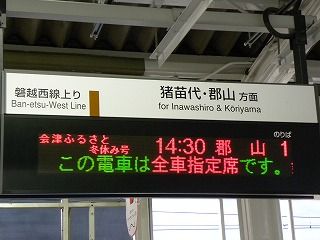 磐越西線上り
Ban-etsu-West Line
猪苗代・郡山 方面
for Inawashiro & Kōriyama
のりば
会津ふるさと
冬休み号 14:30 郡山 1
この電車は全車指定席です。